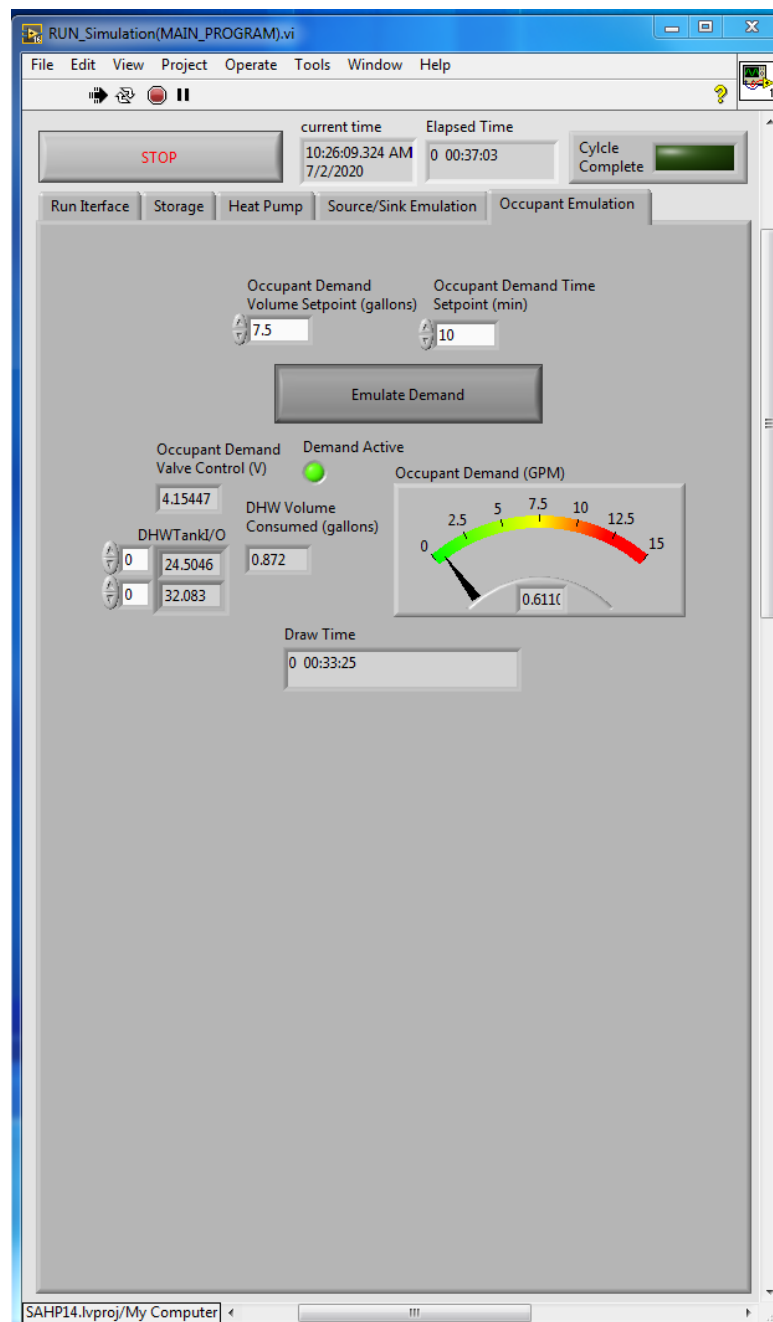 RUN_Simulation(MAIN_PROGRAM).vi
File Edit View Project Operate Tools Window Help
STOP
current time
10:26:09.324 AM
7/2/2020
Elapsed Time
0 00:37:03
Cylcle
Complete
Run Iterface Storage Heat Pump Source/Sink Emulation Occupant Emulation
Occupant Demand
Volume Setpoint (gallons)
7.5
Occupant Demand Time
Setpoint (min)
10
Emulate Demand
Occupant Demand
Valve Control (V)
4.15447
Demand Active
DHWTankI/O
0 24.5046
0 32.083
DHW Volume
Consumed (gallons)
0.872
Occupant Demand (GPM)
0 2.5 5 7.5 10 12.5 15
0.611
Draw Time
0 00:33:25
SAHP14.lvproj/My Computer